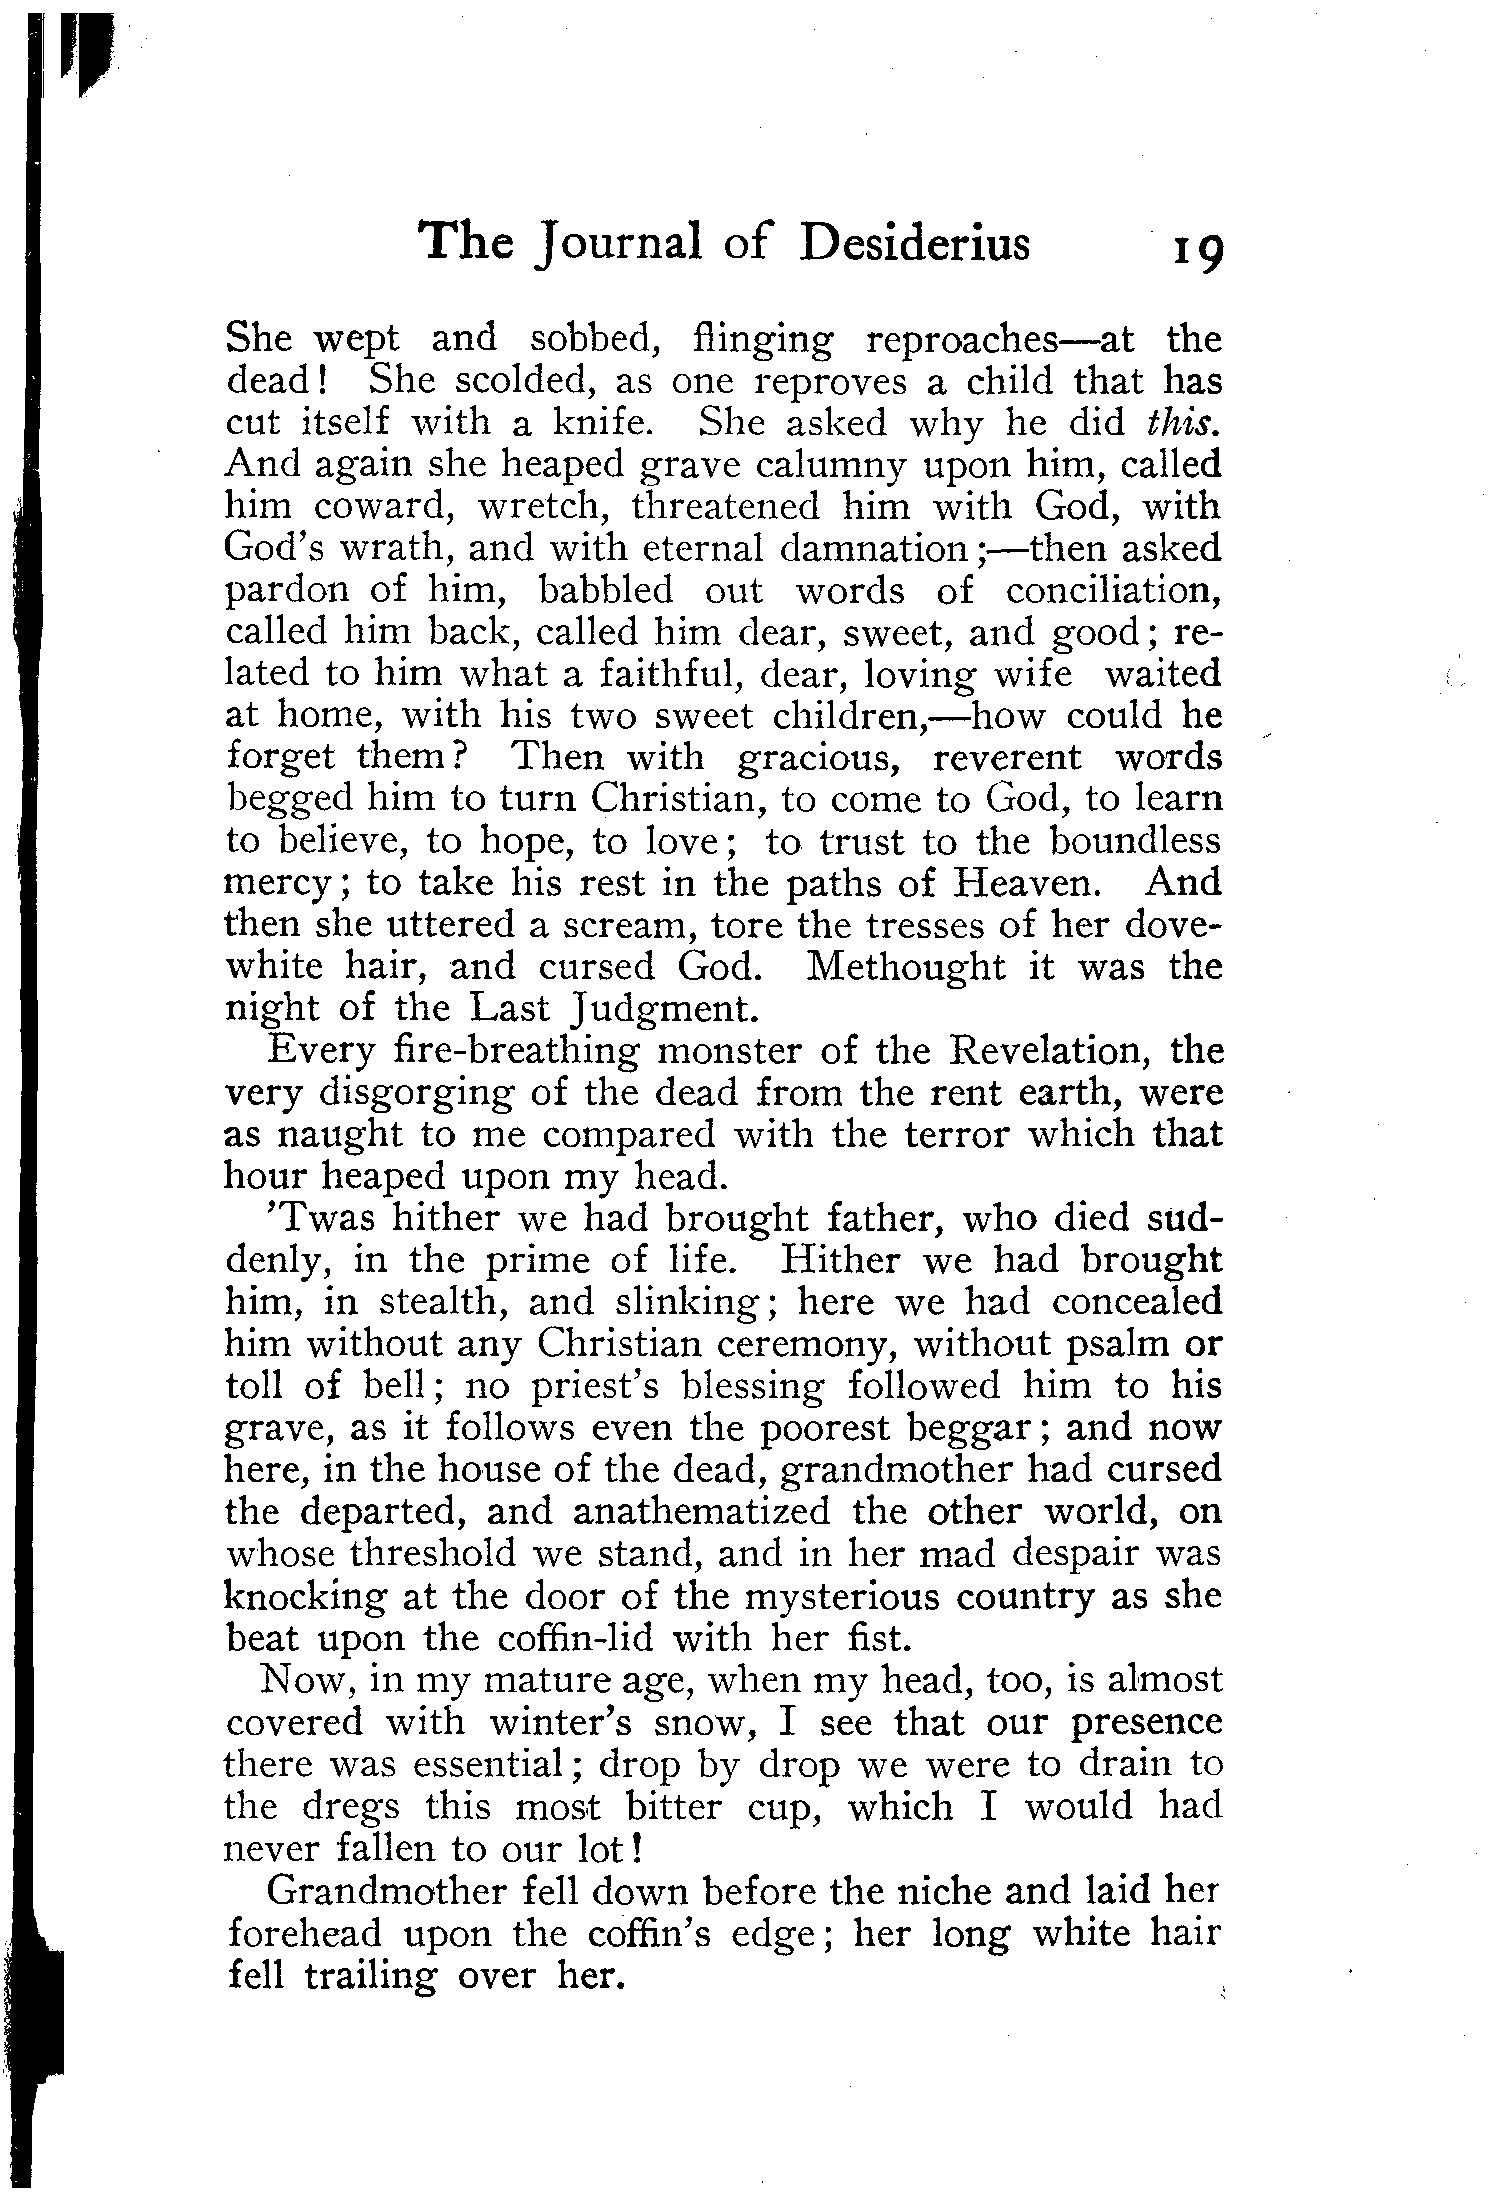 The Journal of Desiderius 19
She wept and sobbed, flinging reproaches—at the
dead! She scolded, as one reproves a child that has
cut itself with a knife. She asked why he did this.
And again she heaped grave calumny upon him, called
him coward, wretch, threatened him with God, with
God's wrath, and with eternal damnation;—then asked
pardon of him, babbled out words of conciliation,
called him back, called him dear, sweet, and good; re-
lated to him what a faithful, dear, loving wife waited
at home, with his two sweet children,—how could he
forget them? Then with gracious, reverent words
begged him to turn Christian, to come to God, to learn
to believe, to hope, to love; to trust to the boundless
mercy; to take his rest in the paths of Heaven. And
then she uttered a scream, tore the tresses of her dove-
white hair, and cursed God. Methought it was the
night of the Last Judgment.
Every fire-breathing monster of the Revelation, the
very disgorging of the dead from the rent earth, were
as naught to me compared with the terror which that
hour heaped upon my head.
'Twas hither we had brought father, who died sud-
denly, in the prime of life. Hither we had brought
him, in stealth, and slinking; here we had concealed
him without any Christian ceremony, without psalm or
toll of bell; no priest's blessing followed him to his
grave, as it follows even the poorest beggar; and now
here, in the house of the dead, grandmother had cursed
the departed, and anathematized the other world, on
whose threshold we stand, and in her mad despair was
knocking at the door of the mysterious country as she
beat upon the coffin-lid with her fist.
Now, in my mature age, when my head, too, is almost
covered with winter's snow, I see that our presence
there was essential; drop by drop we were to drain to
the dregs this most bitter cup, which I would had
never fallen to our lot!
Grandmother fell down before the niche and laid her
forehead upon the coffin's edge; her long white hair
fell trailing over her.